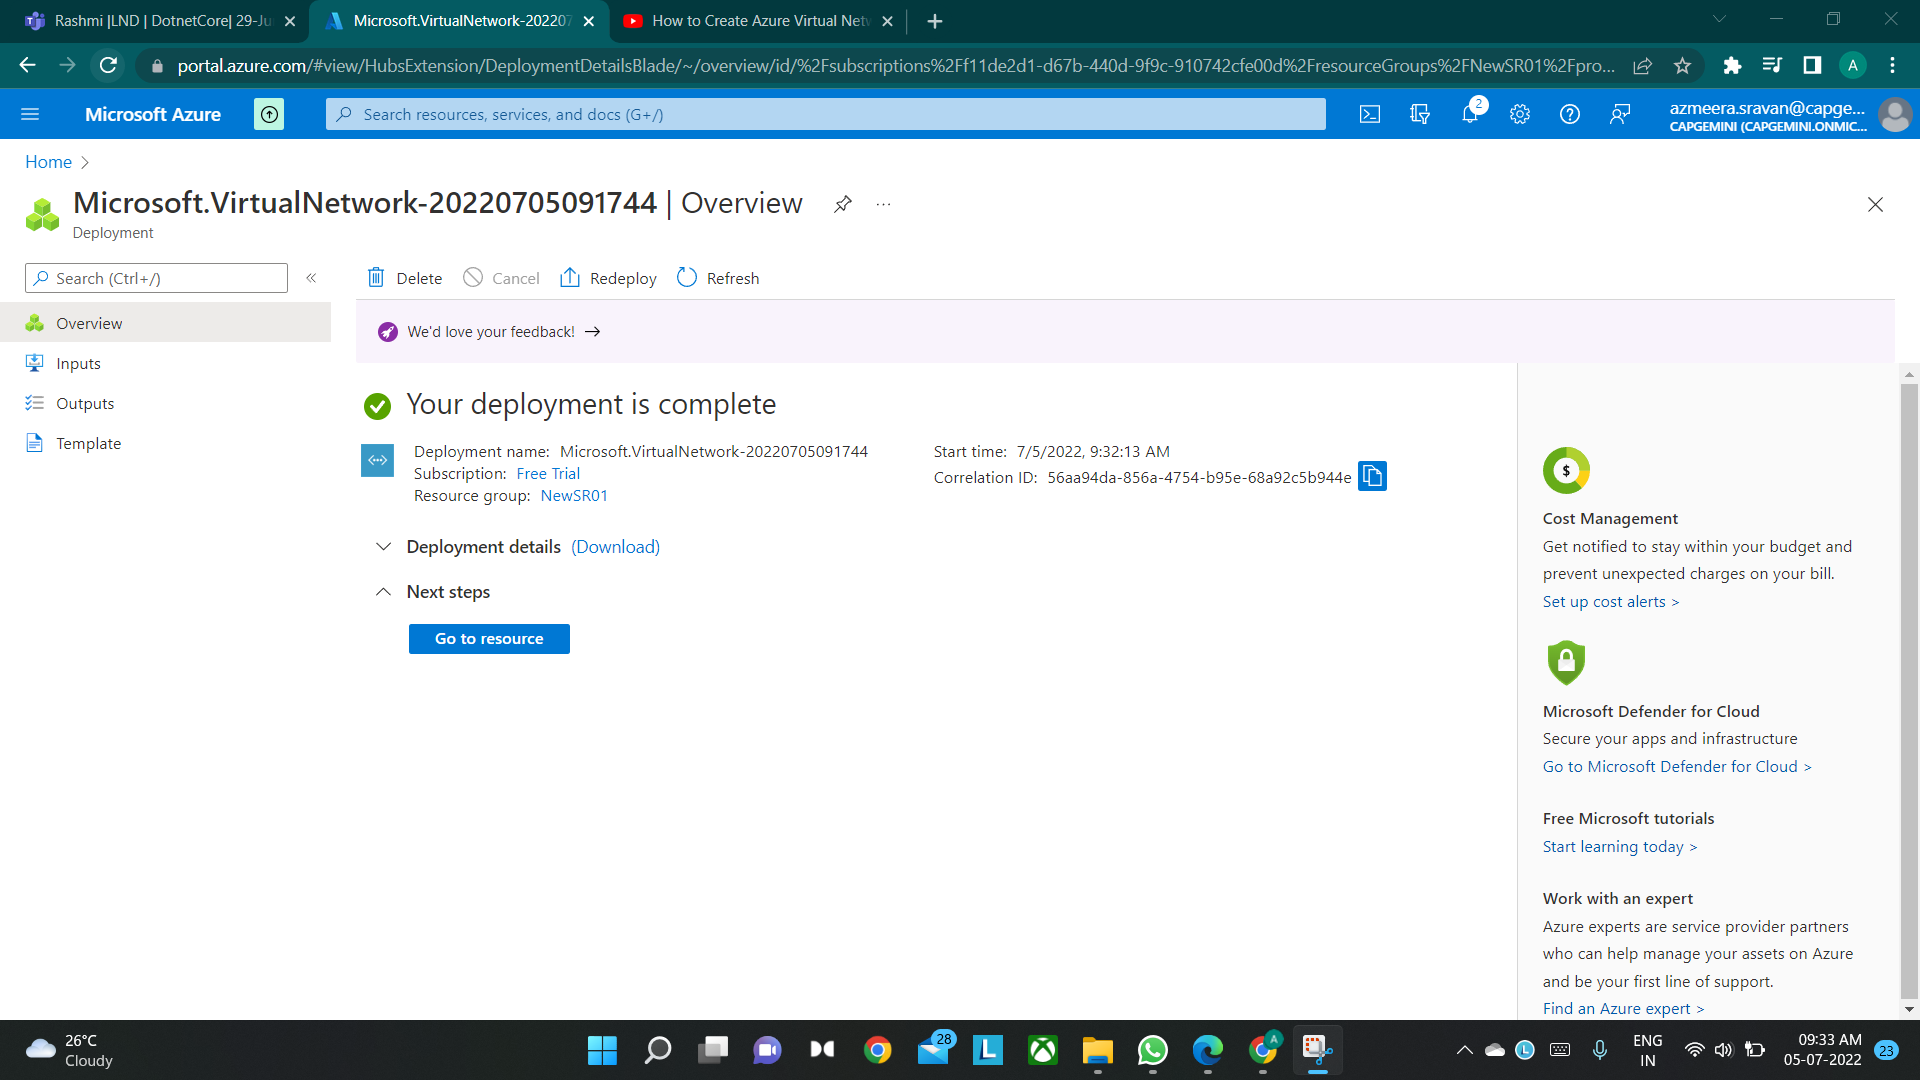 Rashmi |LND | DotnetCore| 29-Ju
Microsoft.VirtualNetwork-202207
How to Create Azure Virtual Netw
portal.azure.com/#view/HubsExtension/DeploymentDetailsBlade/~/overview/id/%2Fsubscriptions%2Ff11de2d1-d67b-440d-9f9c-910742cfe00d%2FresourceGroups%2FNewSR01%2Fpro...
A
Microsoft Azure
Search resources, services, and docs (G+/)
2
azmeera.sravan@capge...
CAPGEMINI (CAPGEMINI.ONMIC...
Home
Microsoft.VirtualNetwork-20220705091744 | Overview
Deployment
Search (Ctrl+/)
Overview
Inputs
Outputs
Template
Delete
Cancel
Redeploy
Refresh
We'd love your feedback!
Your deployment is complete
Deployment name: Microsoft.VirtualNetwork-20220705091744
Subscription: Free Trial
Resource group: NewSR01
Start time: 7/5/2022, 9:32:13 AM
Correlation ID: 56aa94da-856a-4754-b95e-68a92c5b944e
Deployment details (Download)
Next steps
Go to resource
Cost Management
Get notified to stay within your budget and
prevent unexpected charges on your bill.
Set up cost alerts >
Microsoft Defender for Cloud
Secure your apps and infrastructure
Go to Microsoft Defender for Cloud >
Free Microsoft tutorials
Start learning today >
Work with an expert
Azure experts are service provider partners
who can help manage your assets on Azure
and be your first line of support.
Find an Azure expert >
26°C
Cloudy
28
L
A
L
ENG
IN
09:33 AM
05-07-2022
23